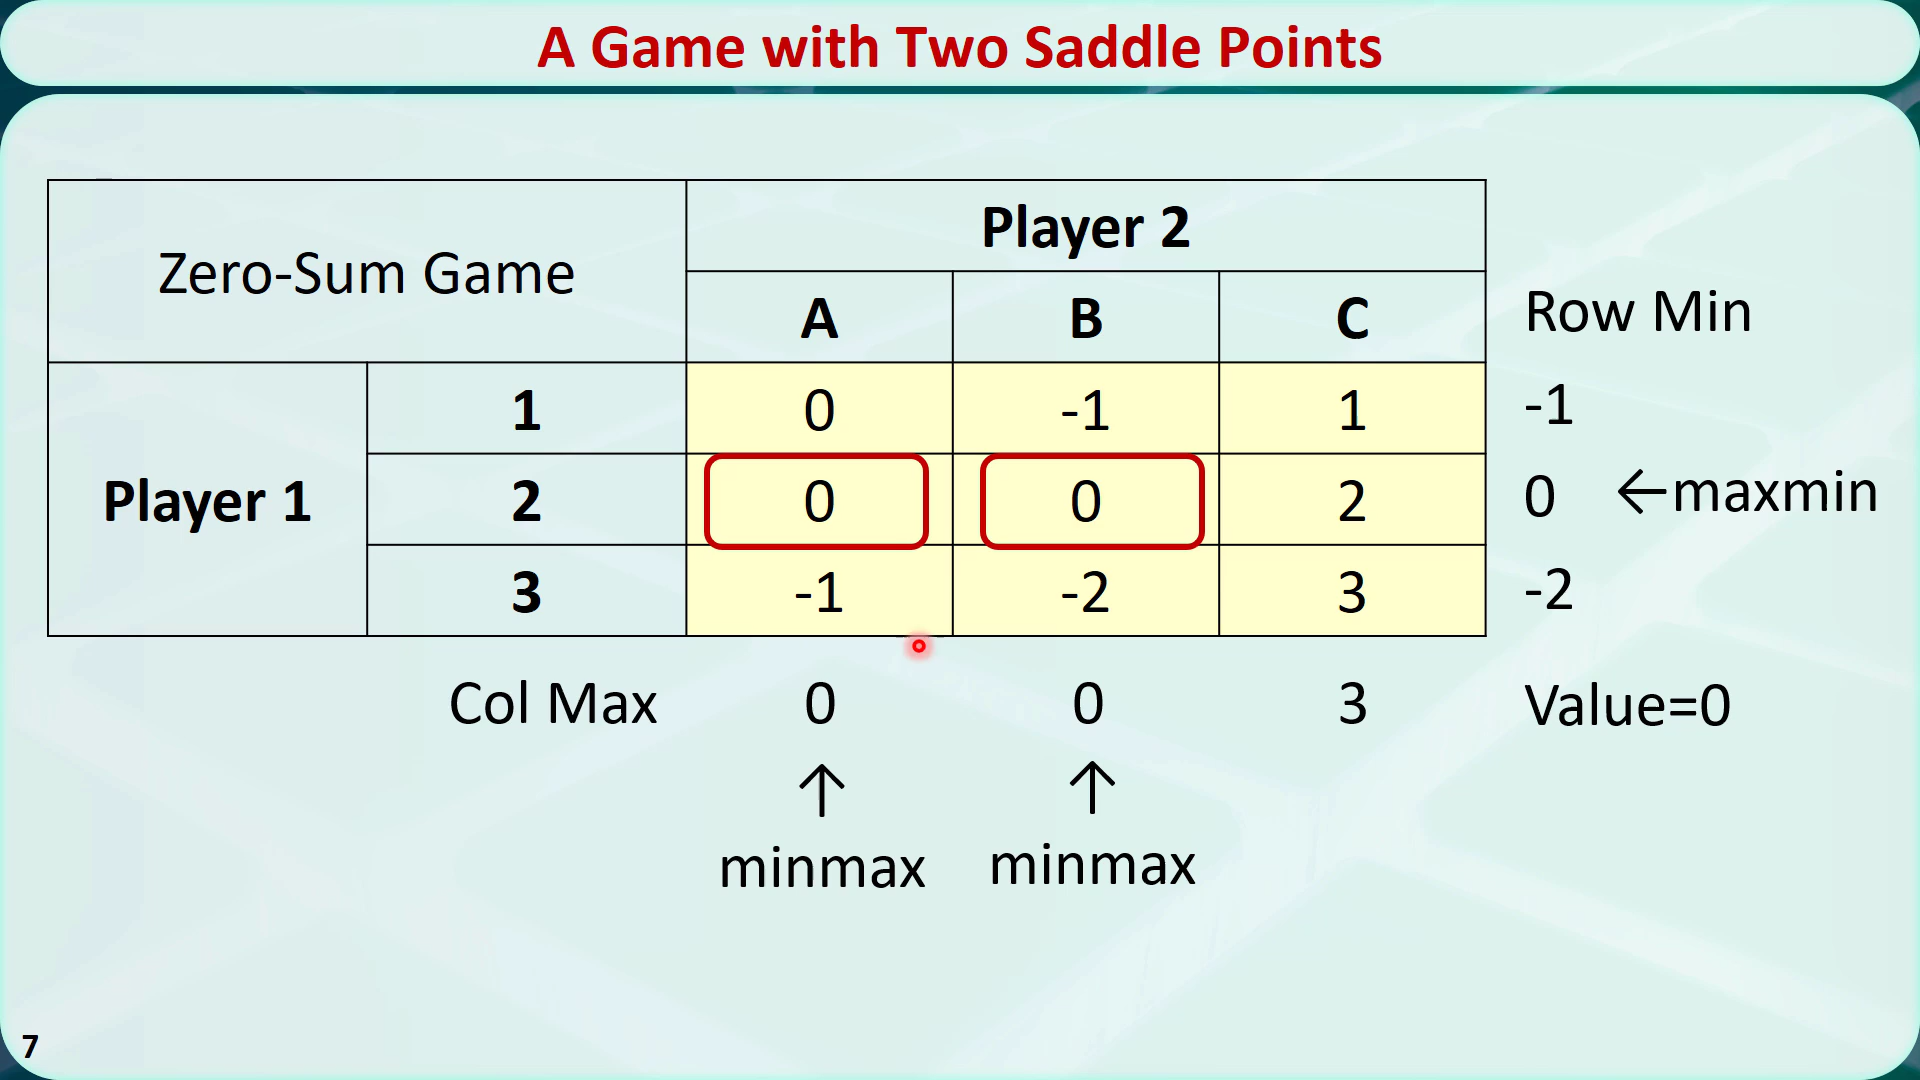 A Game with Two Saddle Points
Zero-Sum Game
Player 2
A B C Row Min
1 0 -1 1 -1
Player 1 2 0 0 2 0 ←maxmin
3 -1 -2 3 -2
Col Max 0 0 3 Value=0
↑ ↑
minmax minmax
7